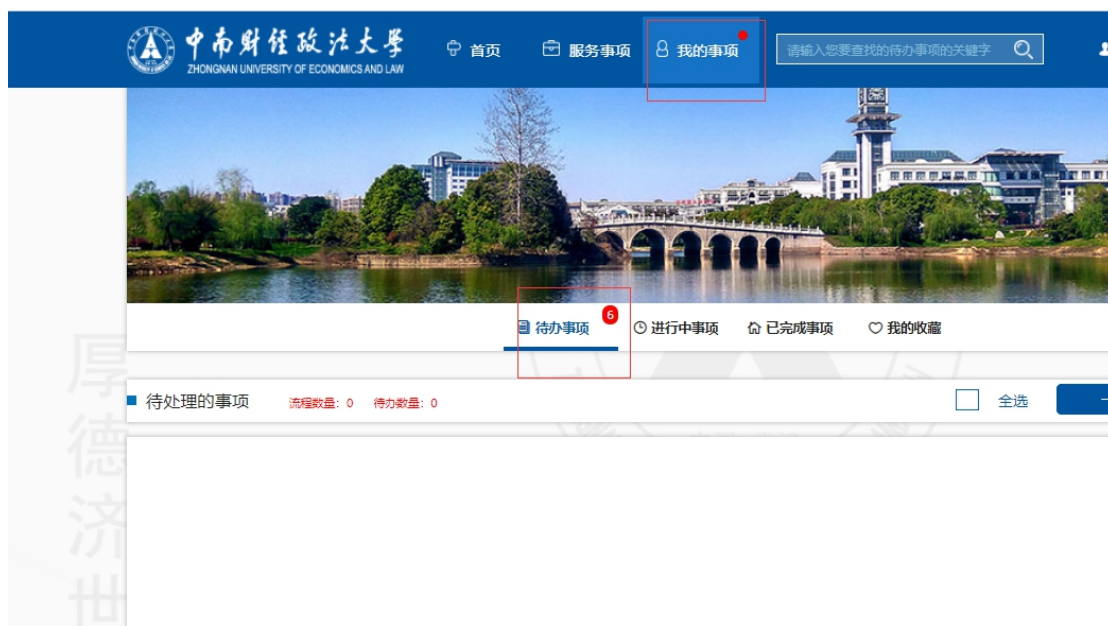 中南财经政法大学
ZHONGNAN UNIVERSITY OF ECONOMICS AND LAW
首页
服务事项
我的事项
请输入您要查找的待办事项的关键字
待办事项 6
进行中事项
已完成事项
我的收藏
待处理的事项
流程数量：0
待办数量：0
全选
厚德济世